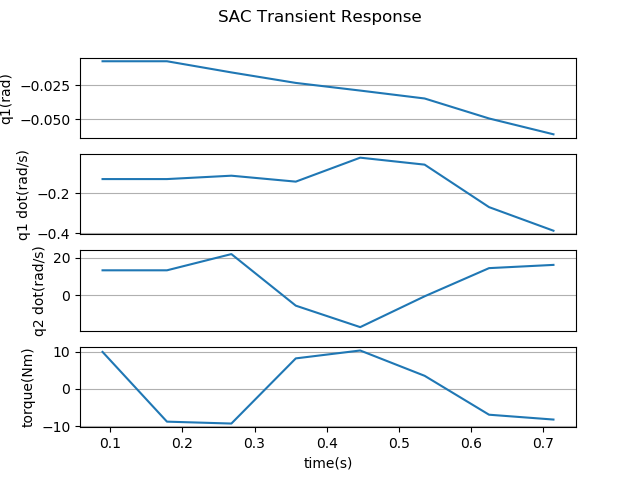 SAC Transient Response
q1(rad)
−0.025
−0.050
q1 dot(rad/s)
−0.2
−0.4
q2 dot(rad/s)
20
0
torque(Nm)
10
0
−10
0.1 0.2 0.3 0.4 0.5 0.6 0.7
time(s)